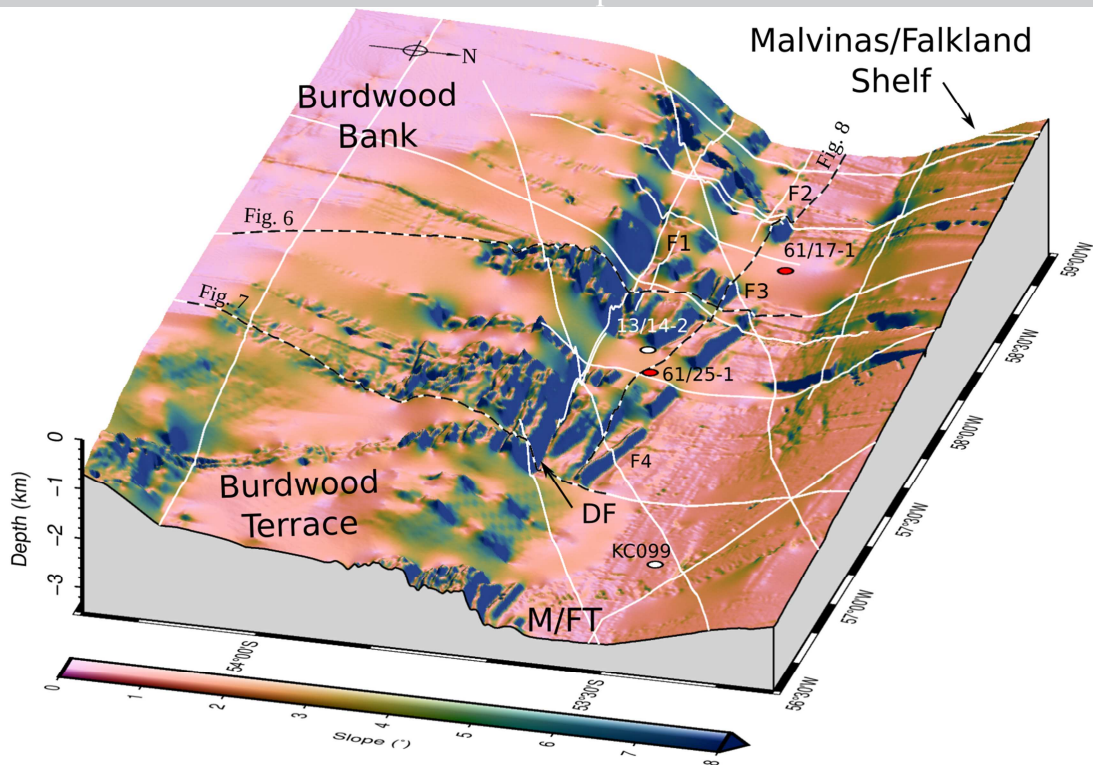 Malvinas/Falkland
Shelf
N
Burdwood
Bank
Fig. 8
F2
Fig. 6
61/17-1
F1
59°00'W
Fig. 7
F3
13/14-2
58°30'W
61/25-1
58°00'W
0
F4
Burdwood
Terrace
DF
−1
57°30'W
Depth (km)
−2
KC099
−3
57°00'W
M/FT
54°00'S
53°30'S
56°30'W
0
1
2
3
4
5
6
7
8
Slope (°)